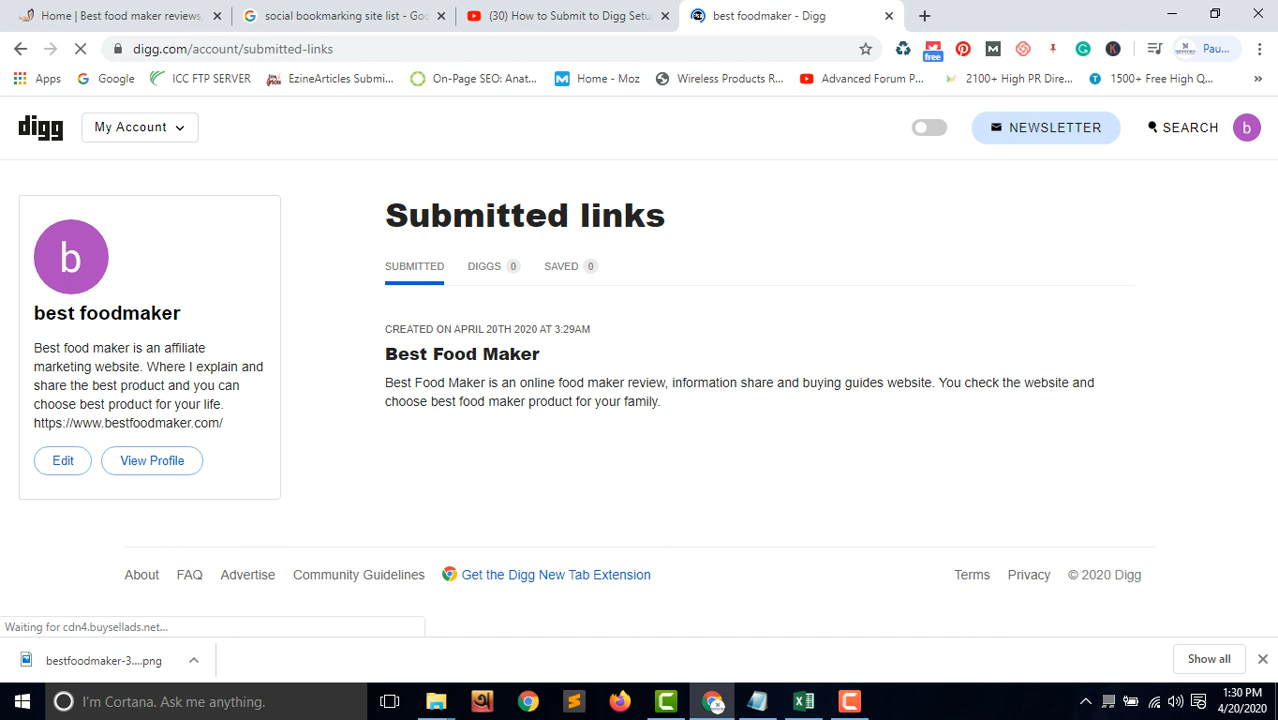 Home | Best food maker reviews,
social bookmarking site list - Goo
(30) How to Submit to Digg Setup
best foodmaker - Digg
digg.com/account/submitted-links
free
Pau...
Apps
Google
ICC FTP SERVER
EzineArticles Submi...
On-Page SEO: Anat...
Home - Moz
Wireless Products R...
Advanced Forum P...
2100+ High PR Dire...
1500+ Free High Q...
digg
My Account
NEWSLETTER
SEARCH
b
b
best foodmaker
Best food maker is an affiliate
marketing website. Where I explain and
share the best product and you can
choose best product for your life.
https://www.bestfoodmaker.com/
Edit
View Profile
Submitted links
SUBMITTED
DIGGS 0
SAVED 0
CREATED ON APRIL 20TH 2020 AT 3:29AM
Best Food Maker
Best Food Maker is an online food maker review, information share and buying guides website. You check the website and
choose best food maker product for your family.
About
FAQ
Advertise
Community Guidelines
Get the Digg New Tab Extension
Terms
Privacy
© 2020 Digg
Waiting for cdn4.buysellads.net...
bestfoodmaker-3....png
Show all
I'm Cortana. Ask me anything.
1:30 PM
4/20/2020